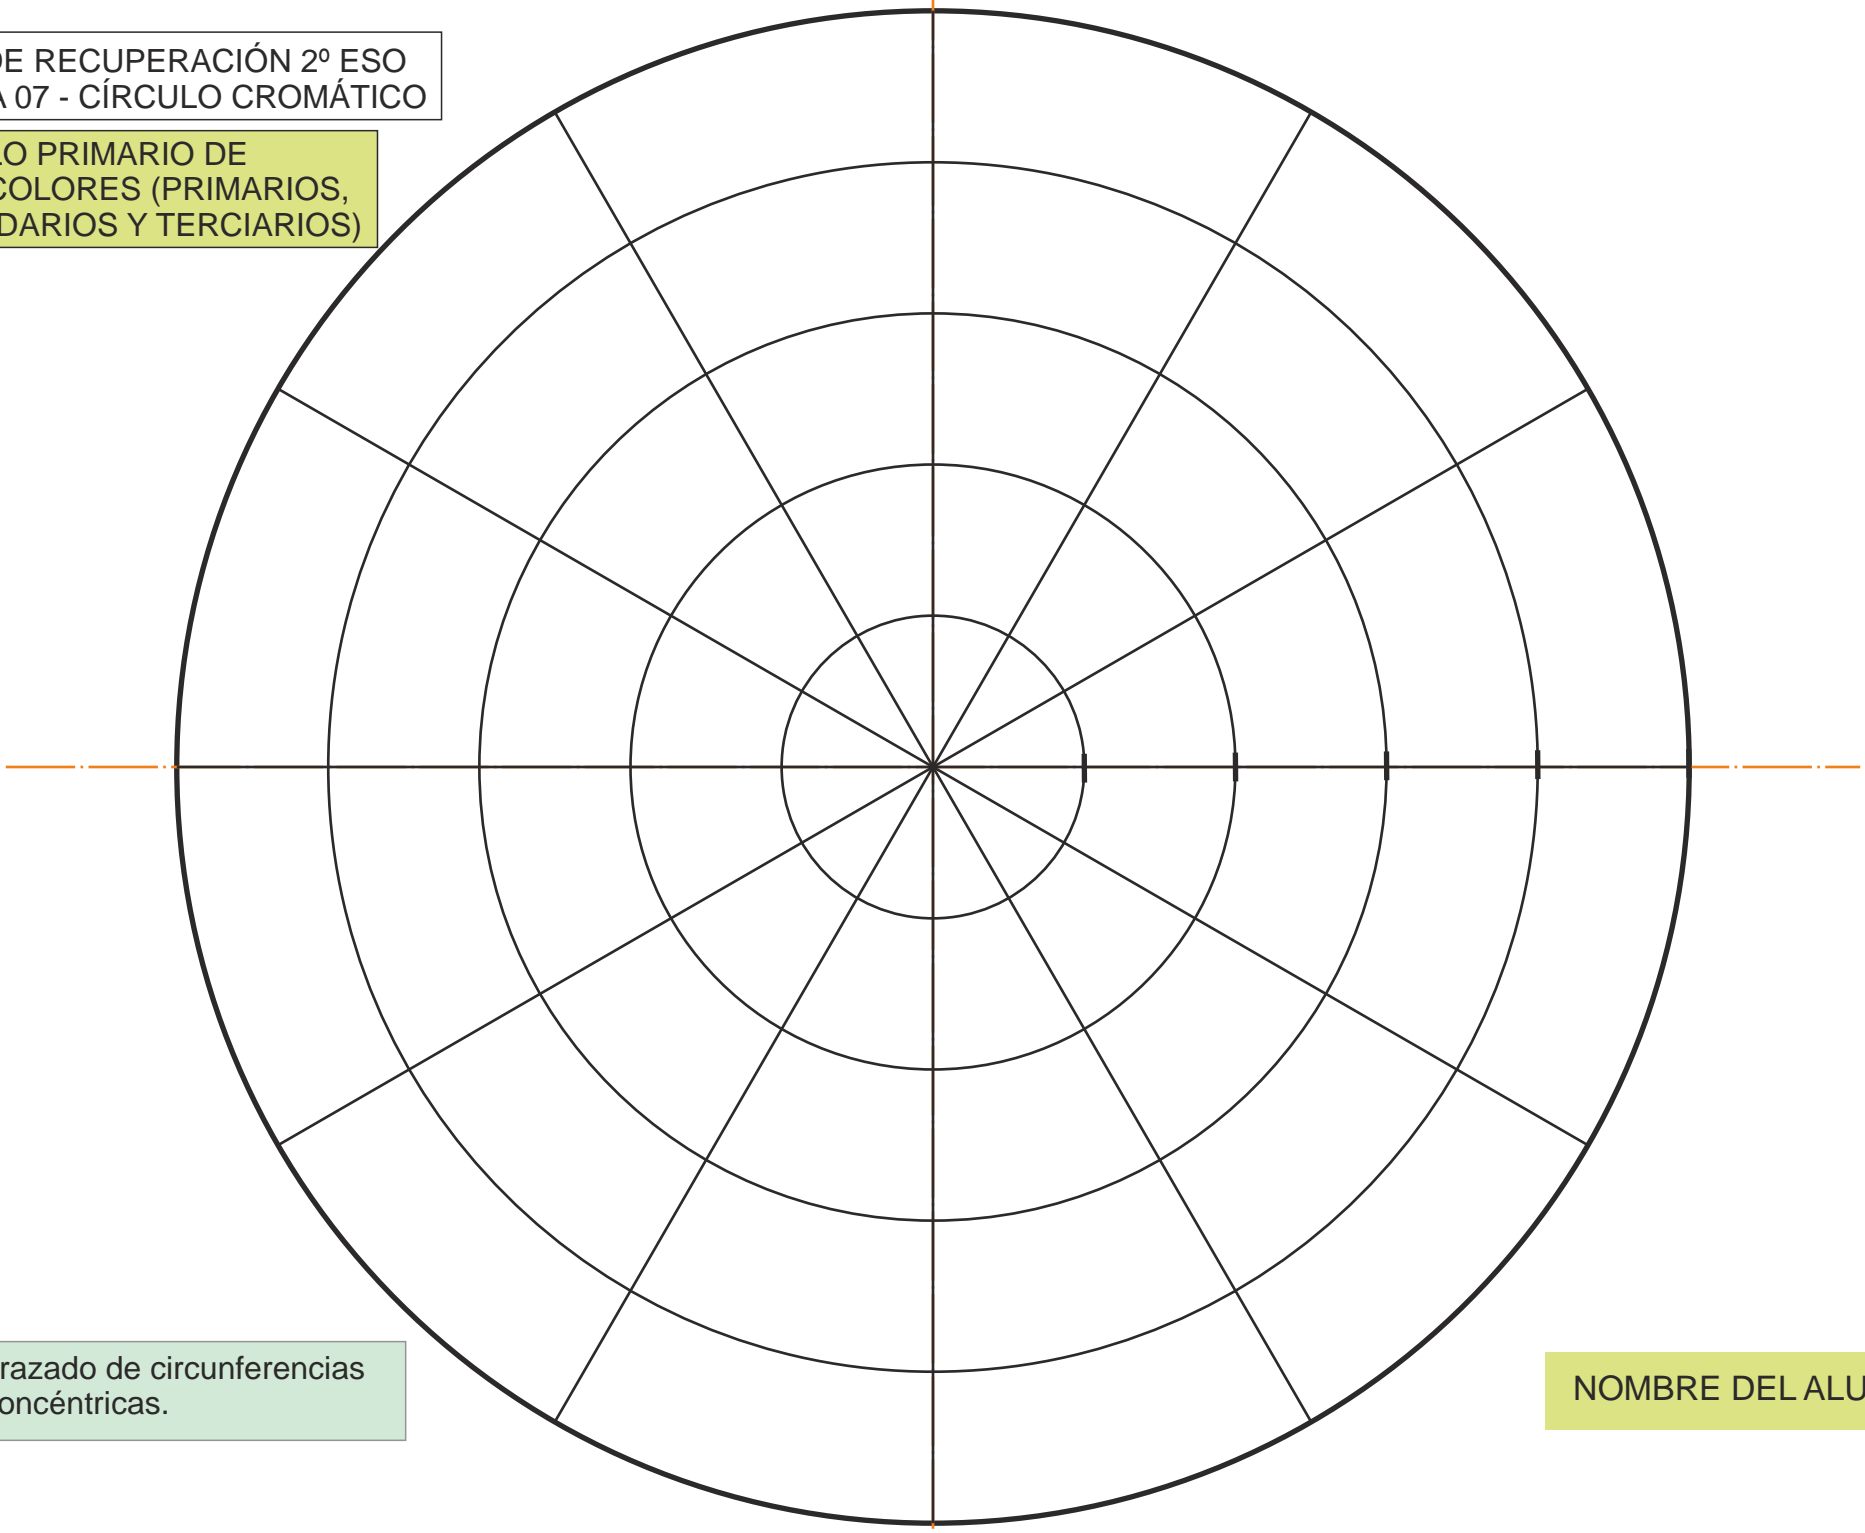 DE RECUPERACIÓN 2º ESO
A 07 - CÍRCULO CROMÁTICO
LO PRIMARIO DE
COLORES (PRIMARIOS,
DARIOS Y TERCIARIOS)
razado de circunferencias
oncéntricas.
NOMBRE DEL ALU